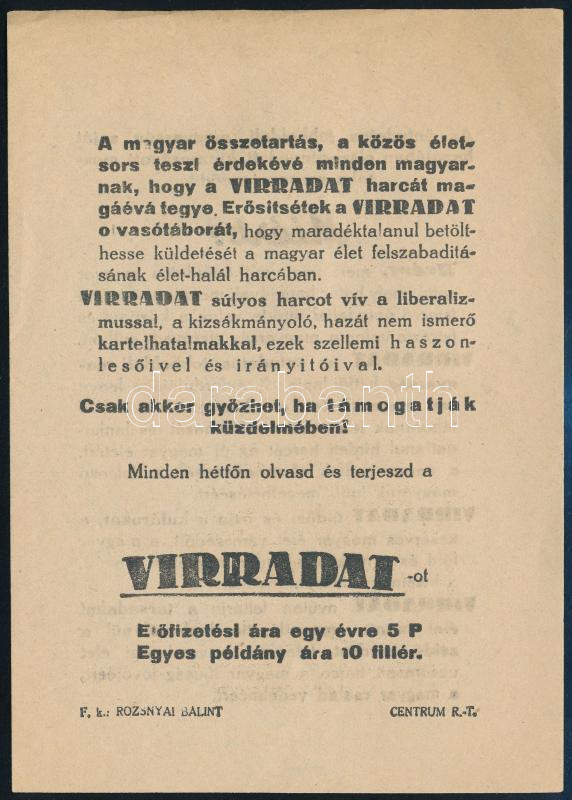 A magyar összetartás, a közös élet-
sors teszi érdekévé minden magyar-
nak, hogy a VIRRADAT harcát ma-
gáévá tegye. Erősitsétek a VIRRADAT
olvasótáborát, hogy maradéktalanul betölt-
hesse küldetését a magyar élet felszabaditá-
sának élet-halál harcában.
VIRRADAT súlyos harcot vív a liberaliz-
mussal, a kizsákmányoló, hazát nem ismerő
kartelhatalmakkal, ezek szellemi haszon-
lesőivel és irányitóival.
darabanth
Csak akker győzhet, ha támogatják
küzdelmében!
Minden hétfőn olvasd és terjeszd a
VIRRADAT-ot
Előfizetési ára egy évre 5 P
Egyes példány ára 10 fillér.
F. k.: ROZSNYAI BÁLINT
CENTRUM R.-T.